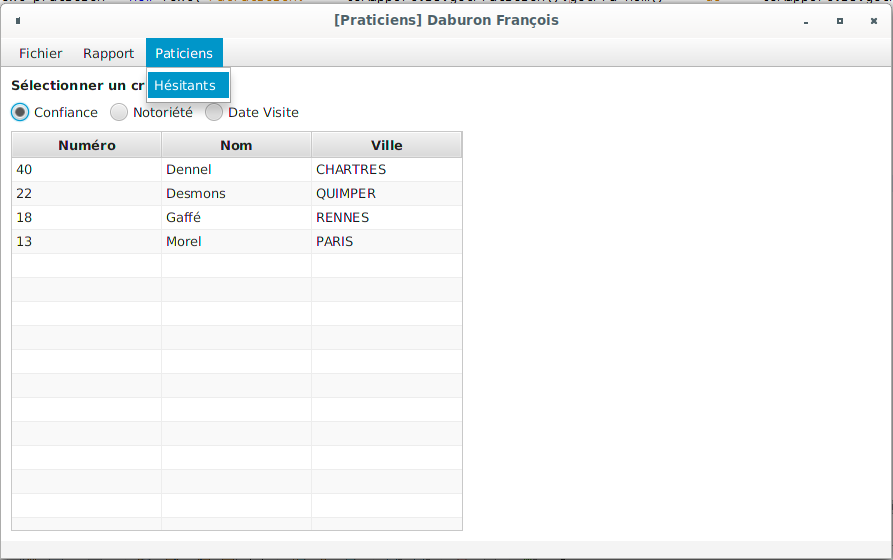 [Praticiens] Daburon François
Fichier Rapport Paticiens
Hésitants
Sélectionner un cr
Confiance Notoriété Date Visite
Numéro Nom Ville
40 Dennel CHARTRES
22 Desmons QUIMPER
18 Gaffé RENNES
13 Morel PARIS